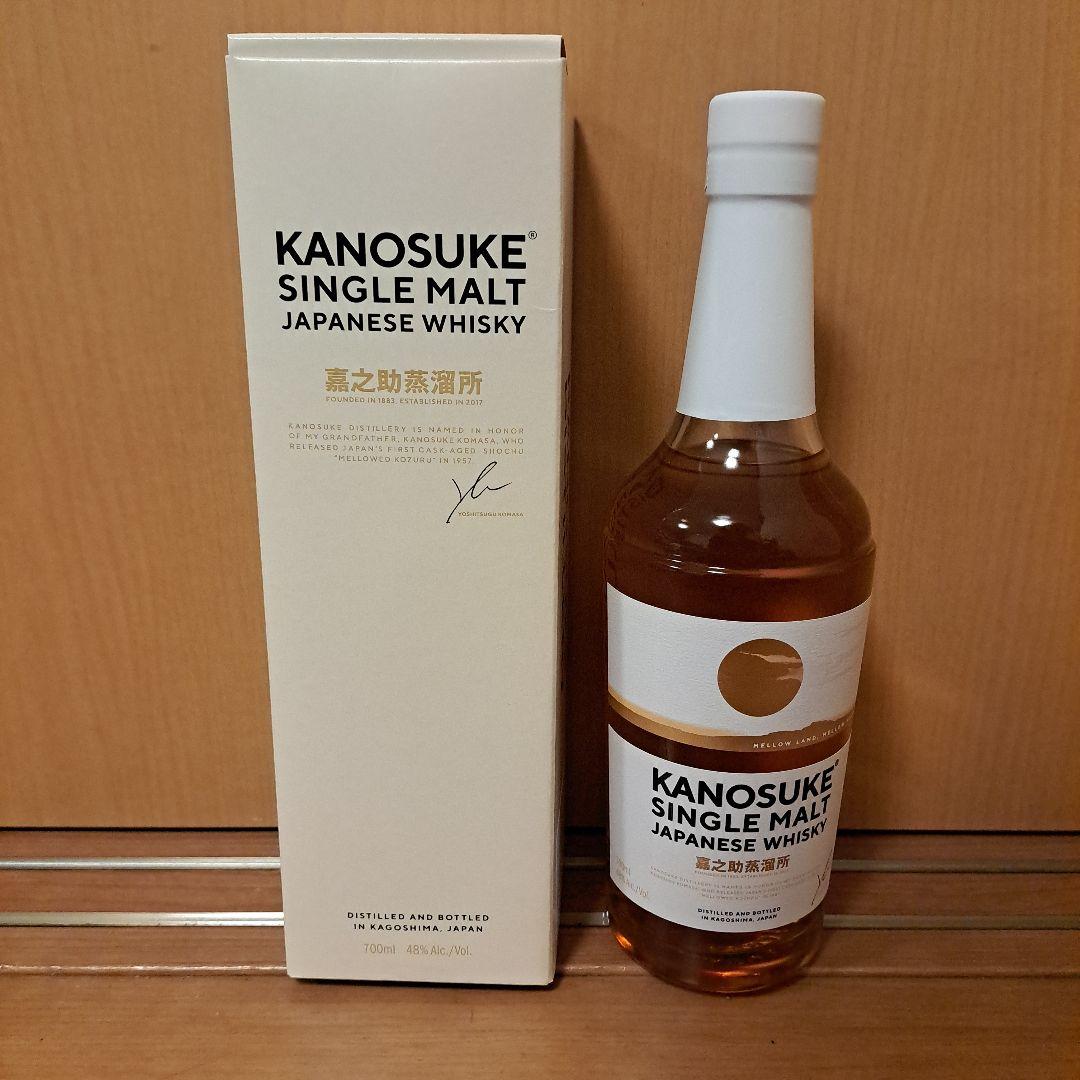 KANOSUKE®
SINGLE MALT
JAPANESE WHISKY
嘉之助蒸溜所
FOUNDED IN 1883. ESTABLISHED IN 2017
KANOSUKE DISTILLERY IS NAMED IN HONOR
OF MY GRANDFATHER, KANOSUKE KOMASA, WHO
RELEASED JAPAN'S FIRST CASK-AGED SHOCHU
"MELLOWED KOZURU" IN 1957.
YOSHITSUGU KOMASA
DISTILLED AND BOTTLED
IN KAGOSHIMA, JAPAN
700ml 48% Alc./Vol.
MELLOW LAND,
KANOSUKE®
SINGLE MALT
JAPANESE WHISKY
嘉之助蒸溜所
DISTILLED AND BOTTLED
IN KAGOSHIMA, JAPAN